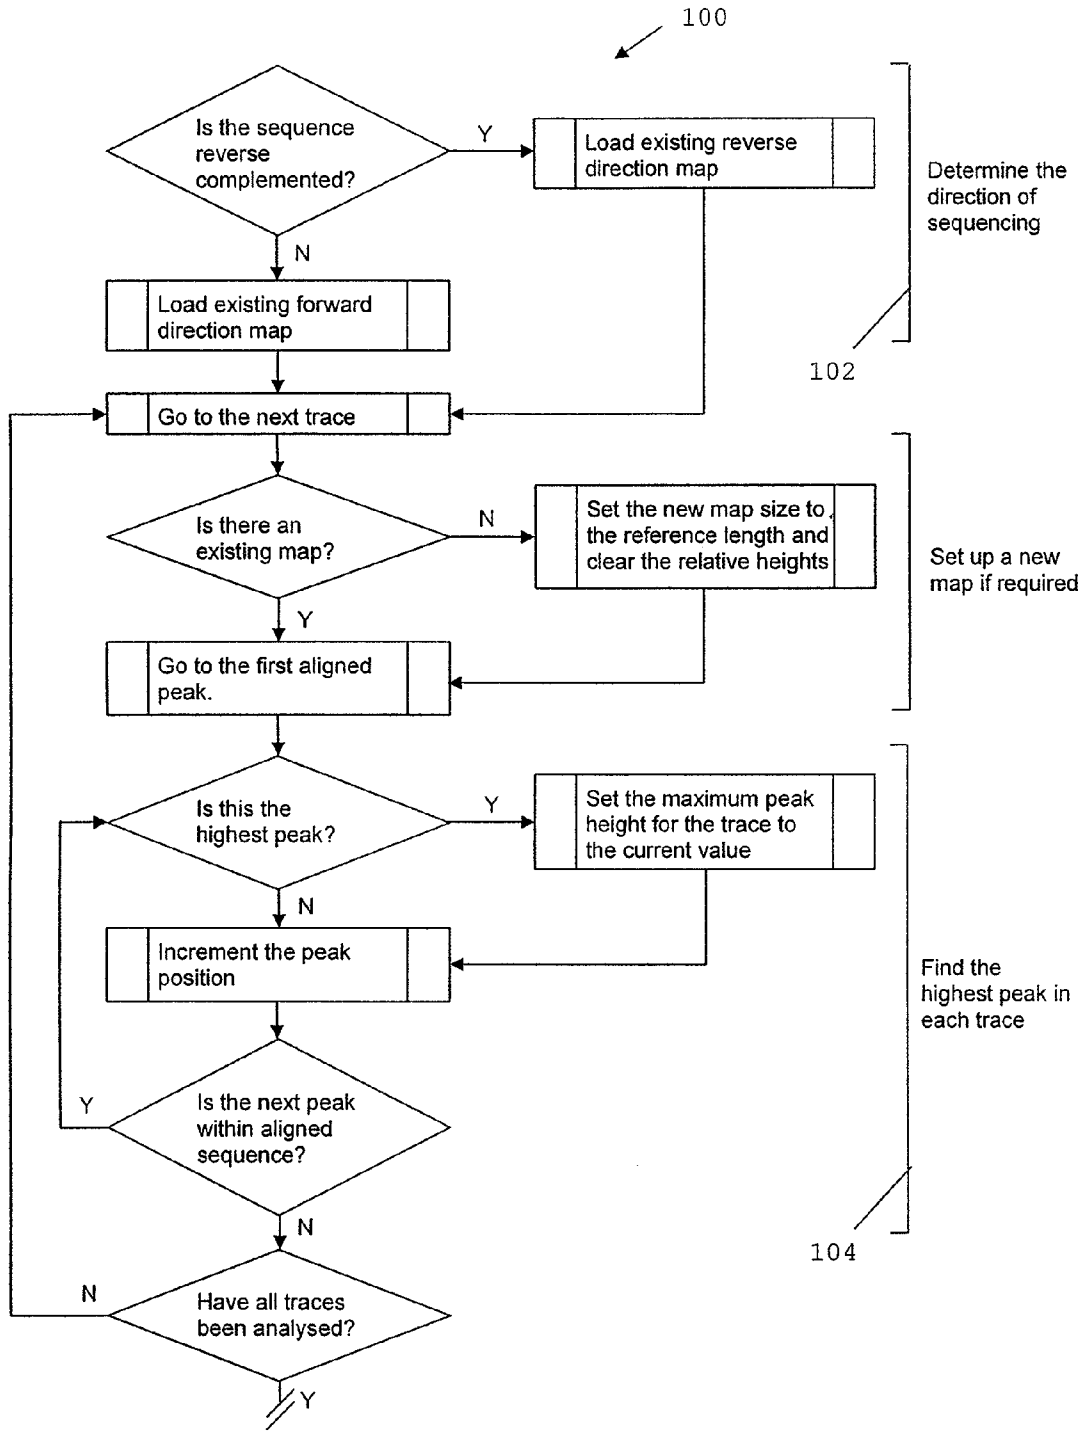 100
Is the sequence
reverse
complemented?
Y
Load existing reverse
direction map
Determine the
direction of
sequencing
N
Load existing forward
direction map
102
Go to the next trace
Is there an
existing map?
N
Set the new map size to
the reference length and
clear the relative heights
Set up a new
map if required
Y
Go to the first aligned
peak.
Is this the
highest peak?
Y
Set the maximum peak
height for the trace to
the current value
N
Increment the peak
position
Find the
highest peak in
each trace
Y
Is the next peak
within aligned
sequence?
N
104
N
Have all traces
been analysed?
Y